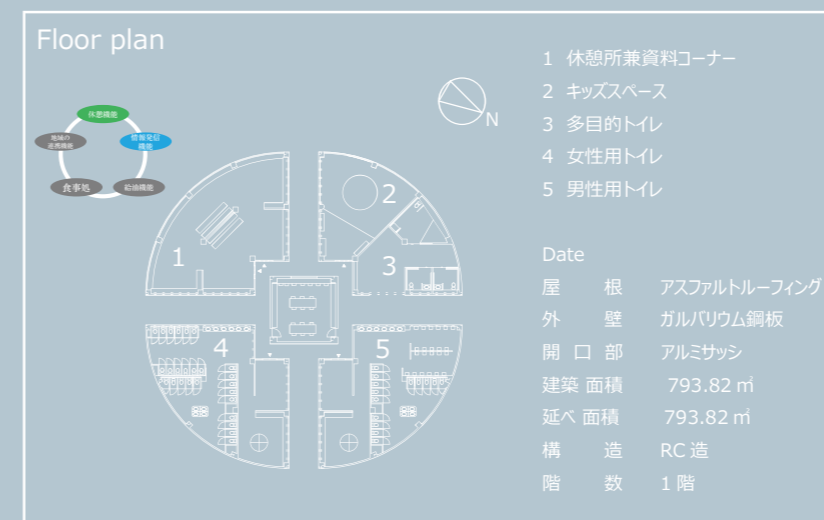 Floor plan
休憩機能
地域の
連携機能
情報発信
機能
食事処
給油機能
N
1 休憩所兼資料コーナー
2 キッズスペース
3 多目的トイレ
4 女性用トイレ
5 男性用トイレ
1
2
3
4
5
Date
屋 根 アスファルトルーフィング
外 壁 ガルバリウム鋼板
開 口 部 アルミサッシ
建築 面積 793.82 ㎡
延べ 面積 793.82 ㎡
構 造 RC 造
階 数 1 階